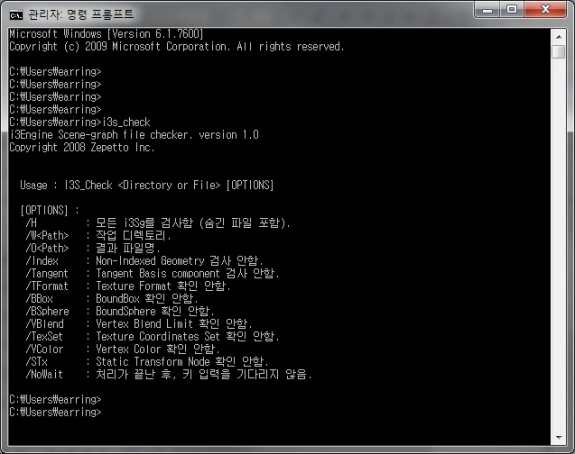 관리자: 명령 프롬프트
Microsoft Windows [Version 6.1.7600]
Copyright (c) 2009 Microsoft Corporation. All rights reserved.
C:₩Users₩earring>
C:₩Users₩earring>
C:₩Users₩earring>
C:₩Users₩earring>
C:₩Users₩earring>i3s_check
i3Engine Scene-graph file checker. version 1.0
Copyright 2008 Zepetto Inc.
Usage : I3S_Check <Directory or File> [OPTIONS]
[OPTIONS] :
/H : 모든 i3Sg를 검사함 (숨긴 파일 포함).
/W<Path> : 작업 디렉토리.
/O<Path> : 결과 파일명.
/Index : Non-Indexed Geometry 검사 안함.
/Tangent : Tangent Basis component 검사 안함.
/TFormat : Texture Format 확인 안함.
/BBox : BoundBox 확인 안함.
/BSphere : BoundSphere 확인 안함.
/VBlend : Vertex Blend Limit 확인 안함.
/TexSet : Texture Coordinates Set 확인 안함.
/VColor : Vertex Color 확인 안함.
/STx : Static Transform Node 확인 안함.
/NoWait : 처리가 끝난 후, 키 입력을 기다리지 않음.
C:₩Users₩earring>
C:₩Users₩earring>